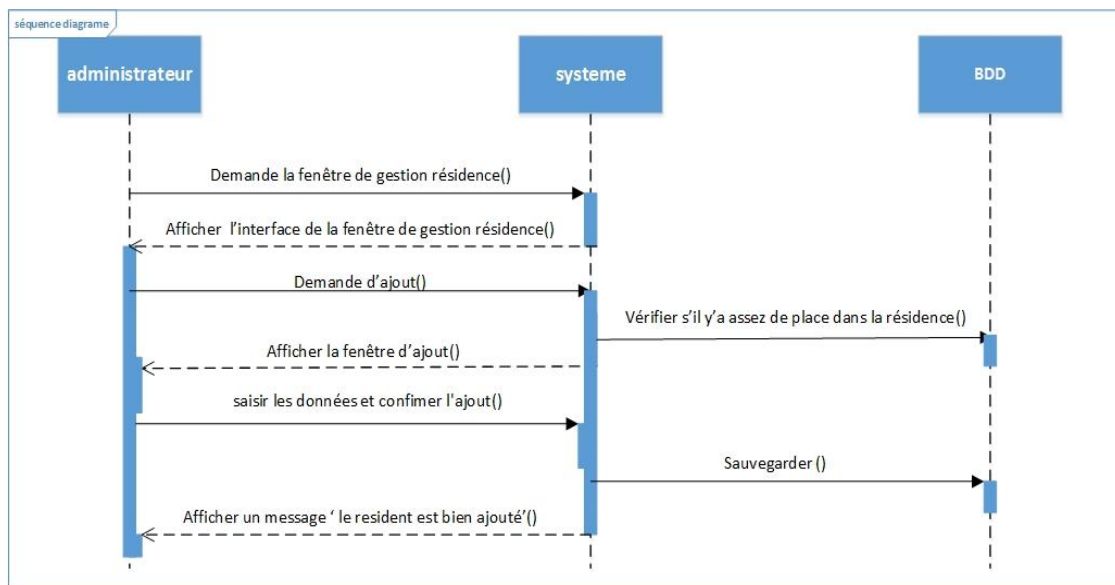 séquence diagrame
administrateur
systeme
BDD
Demande la fenêtre de gestion résidence()
Afficher l'interface de la fenêtre de gestion résidence()
Demande d'ajout()
Vérifier s'il y'a assez de place dans la résidence()
Afficher la fenêtre d'ajout()
saisir les données et confimer l'ajout()
Sauvegarder ()
Afficher un message ‘ le resident est bien ajouté’()